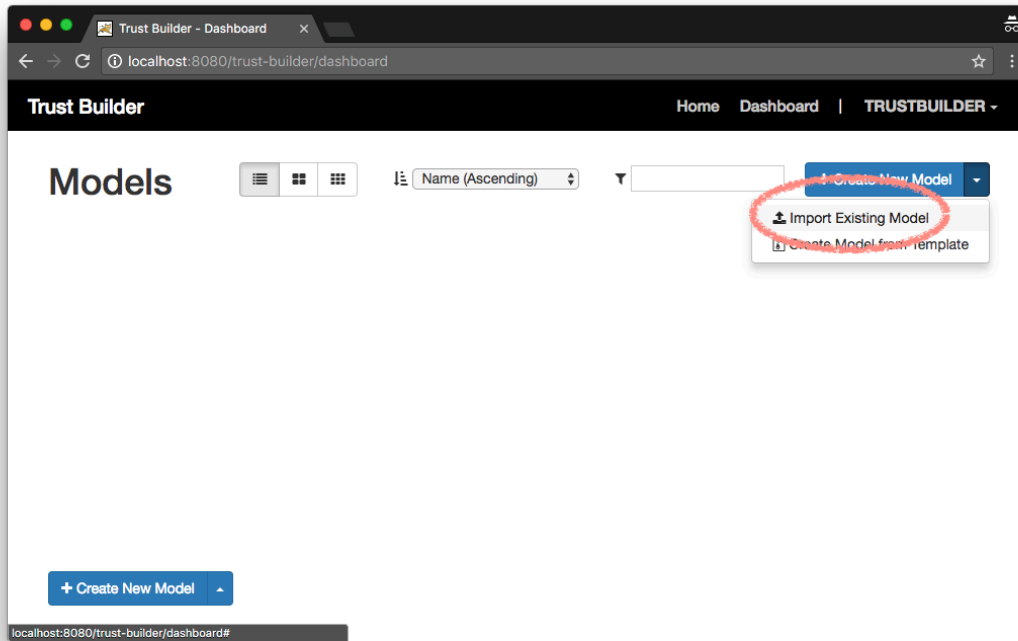 Trust Builder - Dashboard
localhost:8080/trust-builder/dashboard
Trust Builder
Home Dashboard | TRUSTBUILDER
Models
Name (Ascending)
+ Create New Model
Import Existing Model
Create Model from Template
+ Create New Model
localhost:8080/trust-builder/dashboard#